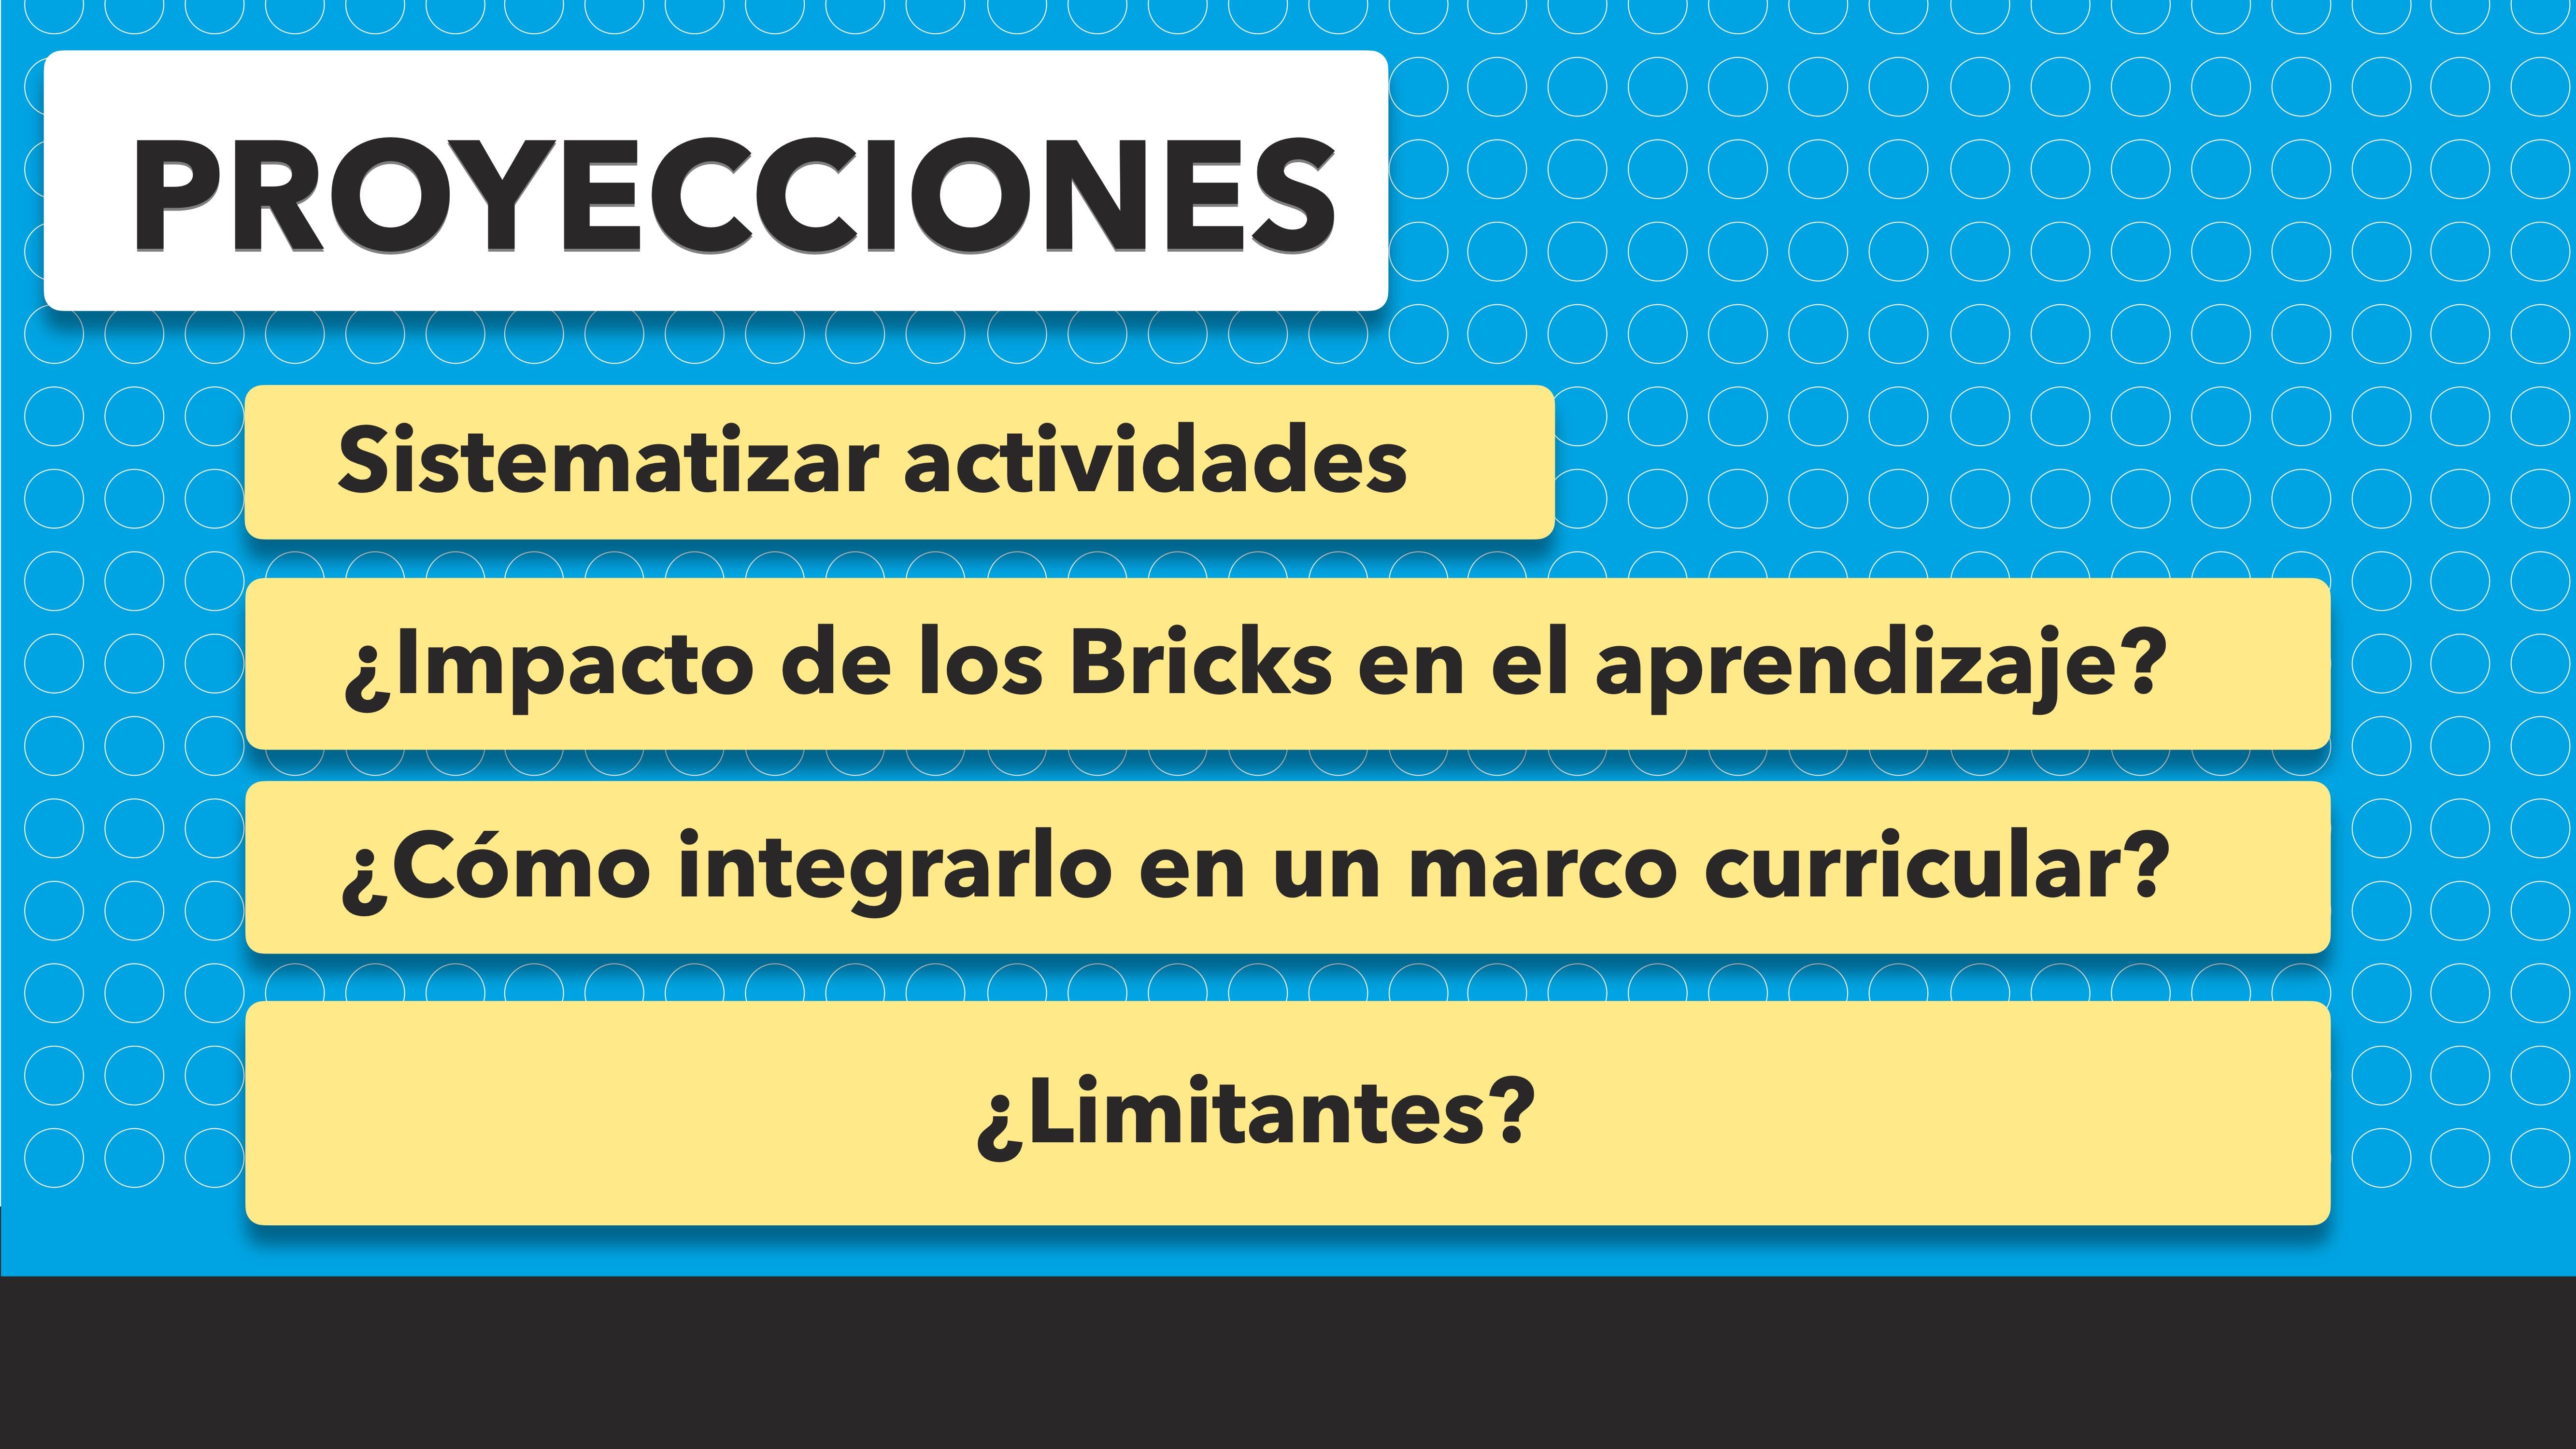 PROYECCIONES
Sistematizar actividades
¿Impacto de los Bricks en el aprendizaje?
¿Cómo integrarlo en un marco curricular?
¿Limitantes?